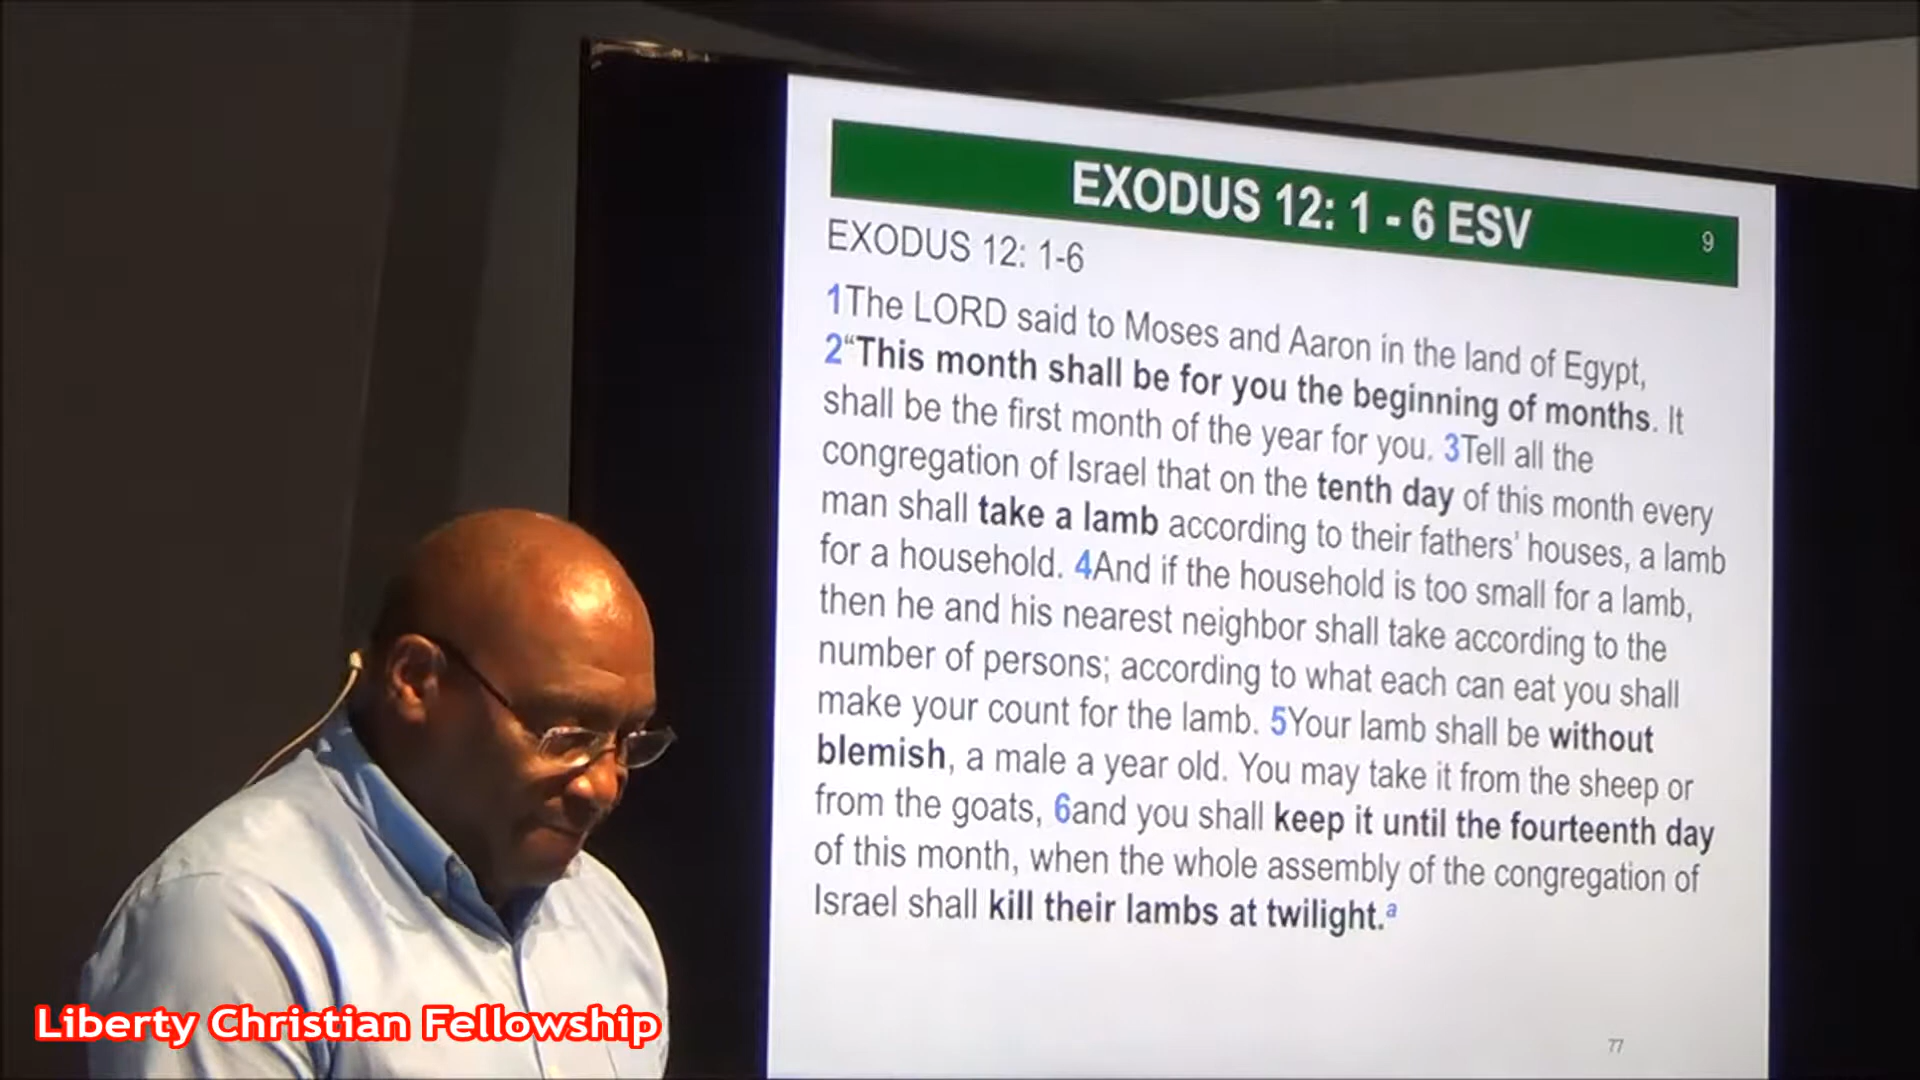 EXODUS 12: 1 - 6 ESV
9
EXODUS 12: 1-6
1The LORD said to Moses and Aaron in the land of Egypt,
2“This month shall be for you the beginning of months. It
shall be the first month of the year for you. 3Tell all the
congregation of Israel that on the tenth day of this month every
man shall take a lamb according to their fathers’ houses, a lamb
for a household. 4And if the household is too small for a lamb,
then he and his nearest neighbor shall take according to the
number of persons; according to what each can eat you shall
make your count for the lamb. 5Your lamb shall be without
blemish, a male a year old. You may take it from the sheep or
from the goats, 6and you shall keep it until the fourteenth day
of this month, when the whole assembly of the congregation of
Israel shall kill their lambs at twilight.a
77
Liberty Christian Fellowship